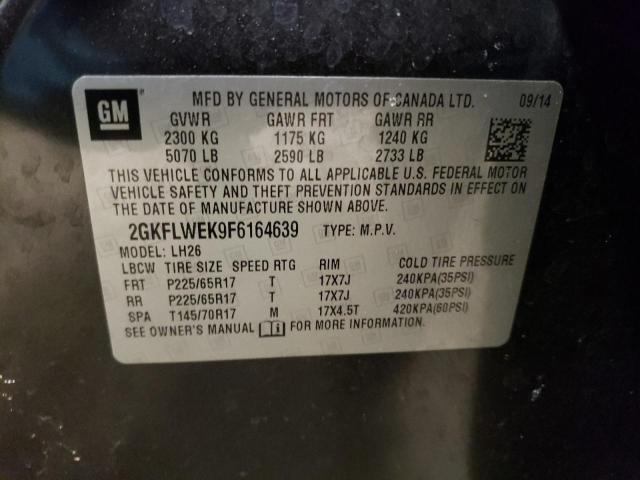 GM
MFD BY GENERAL MOTORS OF CANADA LTD. 09/14
GVWR GAWR FRT GAWR RR
2300 KG 1175 KG 1240 KG
5070 LB 2590 LB 2733 LB
THIS VEHICLE CONFORMS TO ALL APPLICABLE U.S. FEDERAL MOTOR
VEHICLE SAFETY AND THEFT PREVENTION STANDARDS IN EFFECT ON
THE DATE OF MANUFACTURE SHOWN ABOVE.
2GKFLWEK9F6164639 TYPE: M.P.V.
MODEL: LH26
LBCW TIRE SIZE SPEED RTG RIM COLD TIRE PRESSURE
FRT P225/65R17 T 17X7J 240KPA(35PSI)
RR P225/65R17 T 17X7J 240KPA(35PSI)
SPA T145/70R17 M 17X4.5T 420KPA(60PSI)
SEE OWNER'S MANUAL FOR MORE INFORMATION.